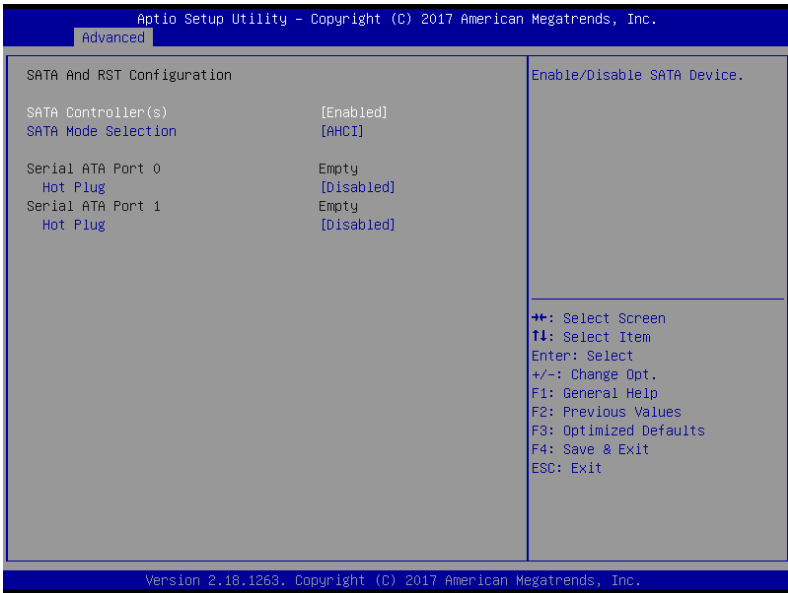 Aptio Setup Utility – Copyright (C) 2017 American Megatrends, Inc.
Advanced
SATA And RST Configuration
SATA Controller(s) [Enabled]
SATA Mode Selection [AHCI]
Serial ATA Port 0 Empty
Hot Plug [Disabled]
Serial ATA Port 1 Empty
Hot Plug [Disabled]
Enable/Disable SATA Device.
→←: Select Screen
↑↓: Select Item
Enter: Select
+/-: Change Opt.
F1: General Help
F2: Previous Values
F3: Optimized Defaults
F4: Save & Exit
ESC: Exit
Version 2.18.1263. Copyright (C) 2017 American Megatrends, Inc.